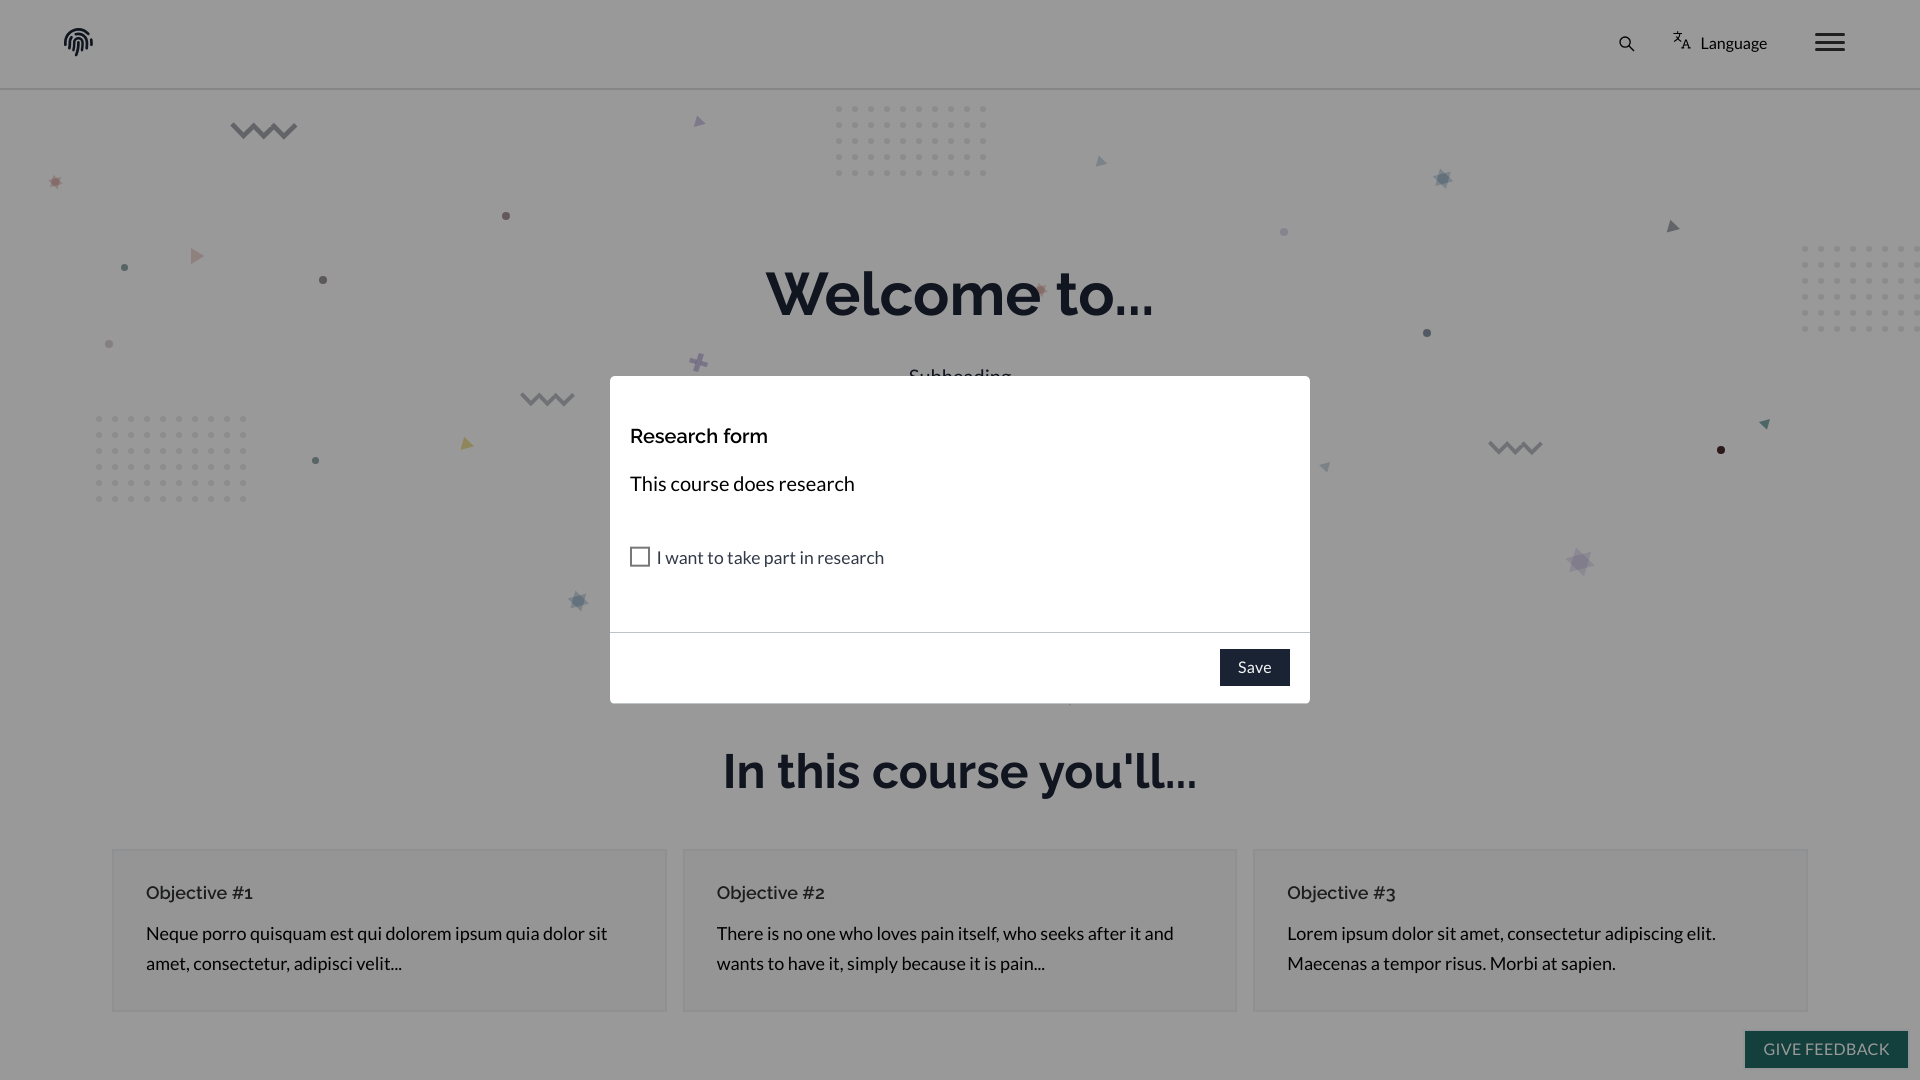 Language
Welcome to...
Subheading
Research form
This course does research
I want to take part in research
Save
In this course you'll...
Objective #1
Neque porro quisquam est qui dolorem ipsum quia dolor sit
amet, consectetur, adipisci velit...
Objective #2
There is no one who loves pain itself, who seeks after it and
wants to have it, simply because it is pain...
Objective #3
Lorem ipsum dolor sit amet, consectetur adipiscing elit.
Maecenas a tempor risus. Morbi at sapien.
GIVE FEEDBACK